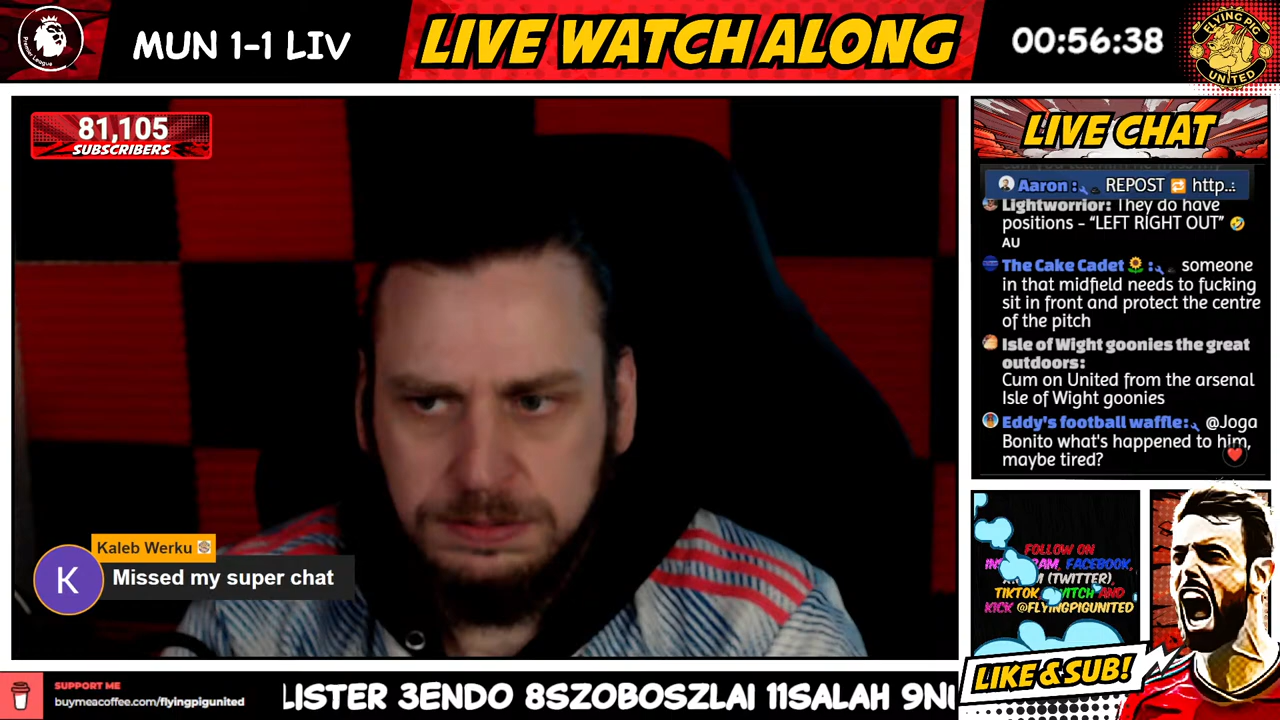 Premier League
MUN 1-1 LIV
LIVE WATCH ALONG
00:56:38
FLYING PIG
UNITED
81,105
SUBSCRIBERS
LIVE CHAT
Aaron : REPOST 🔁 http..:
Lightworrior: They do have
positions - “LEFT RIGHT OUT” 🤣
AU
The Cake Cadet🌻: someone
in that midfield needs to fucking
sit in front and protect the centre
of the pitch
Isle of Wight goonies the great
outdoors:
Cum on United from the arsenal
Isle of Wight goonies
Eddy's football waffle: @Joga
Bonito what's happened to him,
maybe tired?
Kaleb Werku
K
Missed my super chat
FOLLOW ON
FACEBOOK,
(TWITTER)
TIKTOK, AND
KICK @FLYINGPIGUNITED
LIKE & SUB!
SUPPORT ME
buymeacoffee.com/flyingpigunited
LISTER 3ENDO 8SZOBOSZLAI 11SALAH 9N